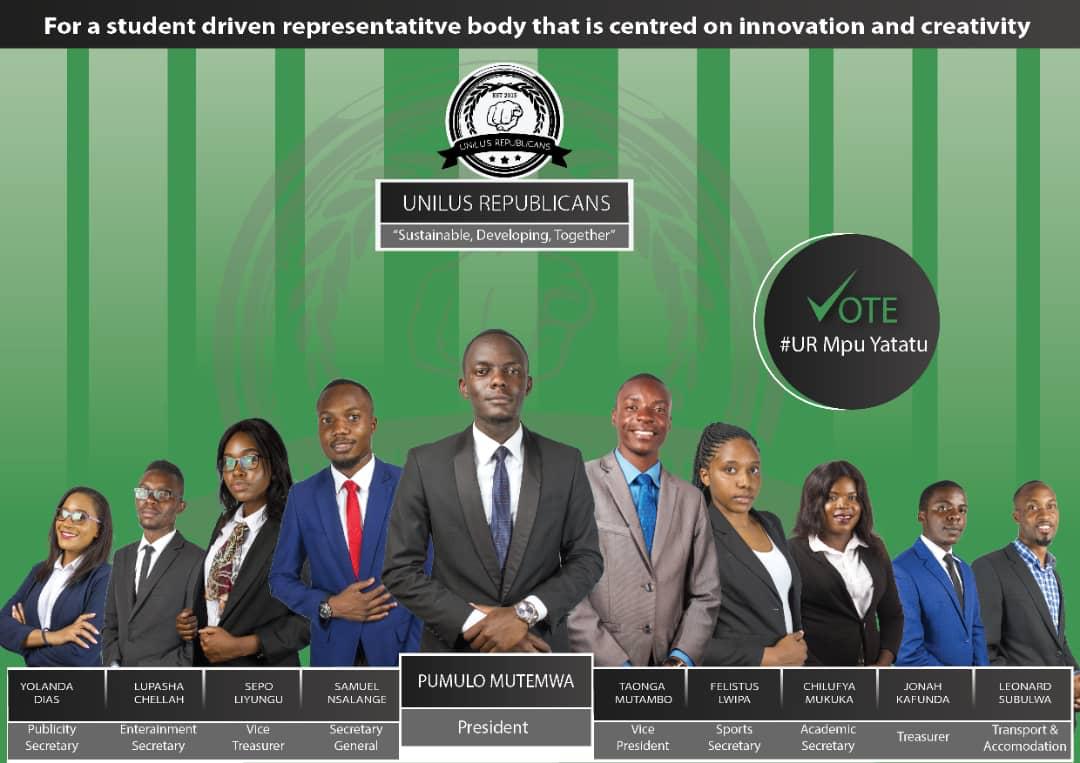 For a student driven representatitve body that is centred on innovation and creativity
EST 2015
UNILUS REPUBLICANS
UNILUS REPUBLICANS
“Sustainable, Developing, Together”
VOTE
#UR Mpu Yatatu
YOLANDA
DIAS
Publicity
Secretary
LUPASHA
CHELLAH
Enterainment
Secretary
SEPO
LIYUNGU
Vice
Treasurer
SAMUEL
NSALANGE
Secretary
General
PUMULO MUTEMWA
President
TAONGA
MUTAMBO
Vice
President
FELISTUS
LWIPA
Sports
Secretary
CHILUFYA
MUKUKA
Academic
Secretary
JONAH
KAFUNDA
Treasurer
LEONARD
SUBULWA
Transport &
Accomodation